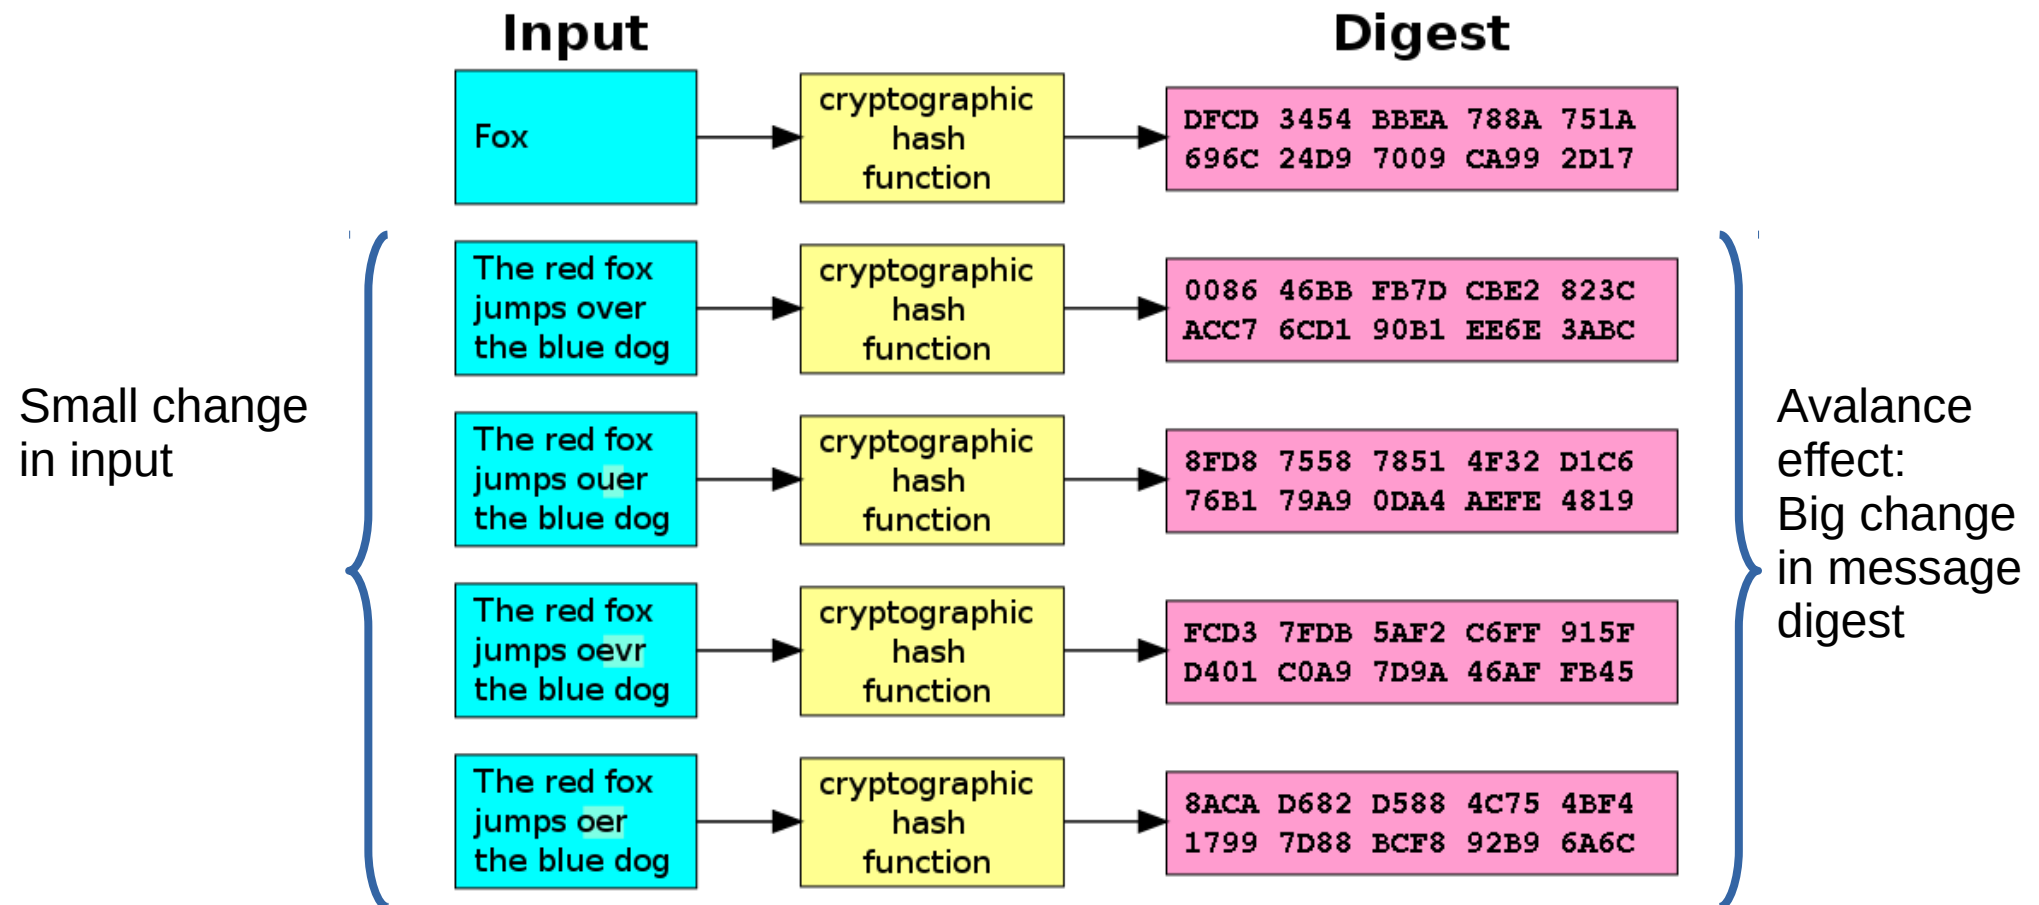 Input
Digest
Fox
cryptographic
hash
function
DFCD 3454 BBEA 788A 751A
696C 24D9 7009 CA99 2D17
The red fox
jumps over
the blue dog
cryptographic
hash
function
0086 46BB FB7D CBE2 823C
ACC7 6CD1 90B1 EE6E 3ABC
The red fox
jumps ouer
the blue dog
cryptographic
hash
function
8FD8 7558 7851 4F32 D1C6
76B1 79A9 0DA4 AEFE 4819
The red fox
jumps oevr
the blue dog
cryptographic
hash
function
FCD3 7FDB 5AF2 C6FF 915F
D401 C0A9 7D9A 46AF FB45
The red fox
jumps oer
the blue dog
cryptographic
hash
function
8ACA D682 D588 4C75 4BF4
1799 7D88 BCF8 92B9 6A6C
Small change
in input
Avalance
effect:
Big change
in message
digest